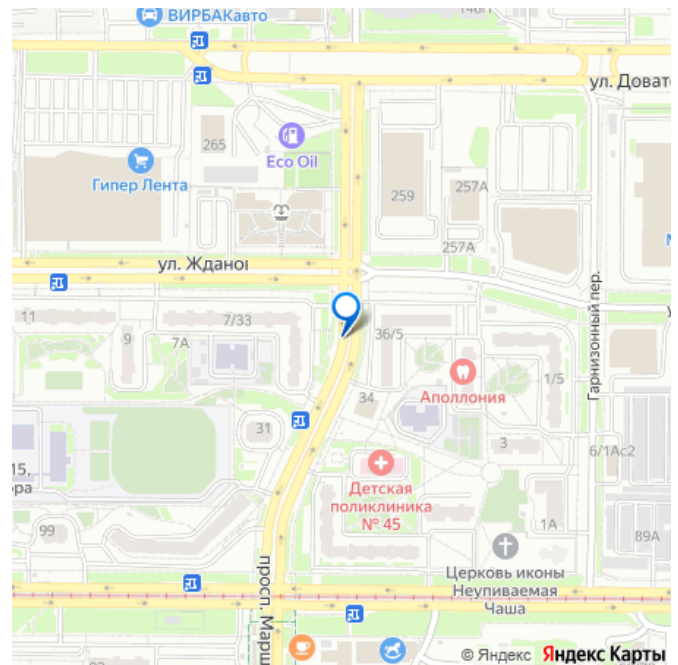 ВИРБАКавто
ул. Доват
265
Eco Oil
Гипер Лента
259
257А
257А
ул. Ждано
11
7/33
9
7А
36/5
Гарнизонный пер.
Аполлония
1/5
34
31
3
6/1Ас2
15,
ора
Детская
поликлиника
№ 45
99
1А
89А
Церковь иконы
Неупиваемая
Чаша
просп. Марш
© Яндекс Яндекс Карты